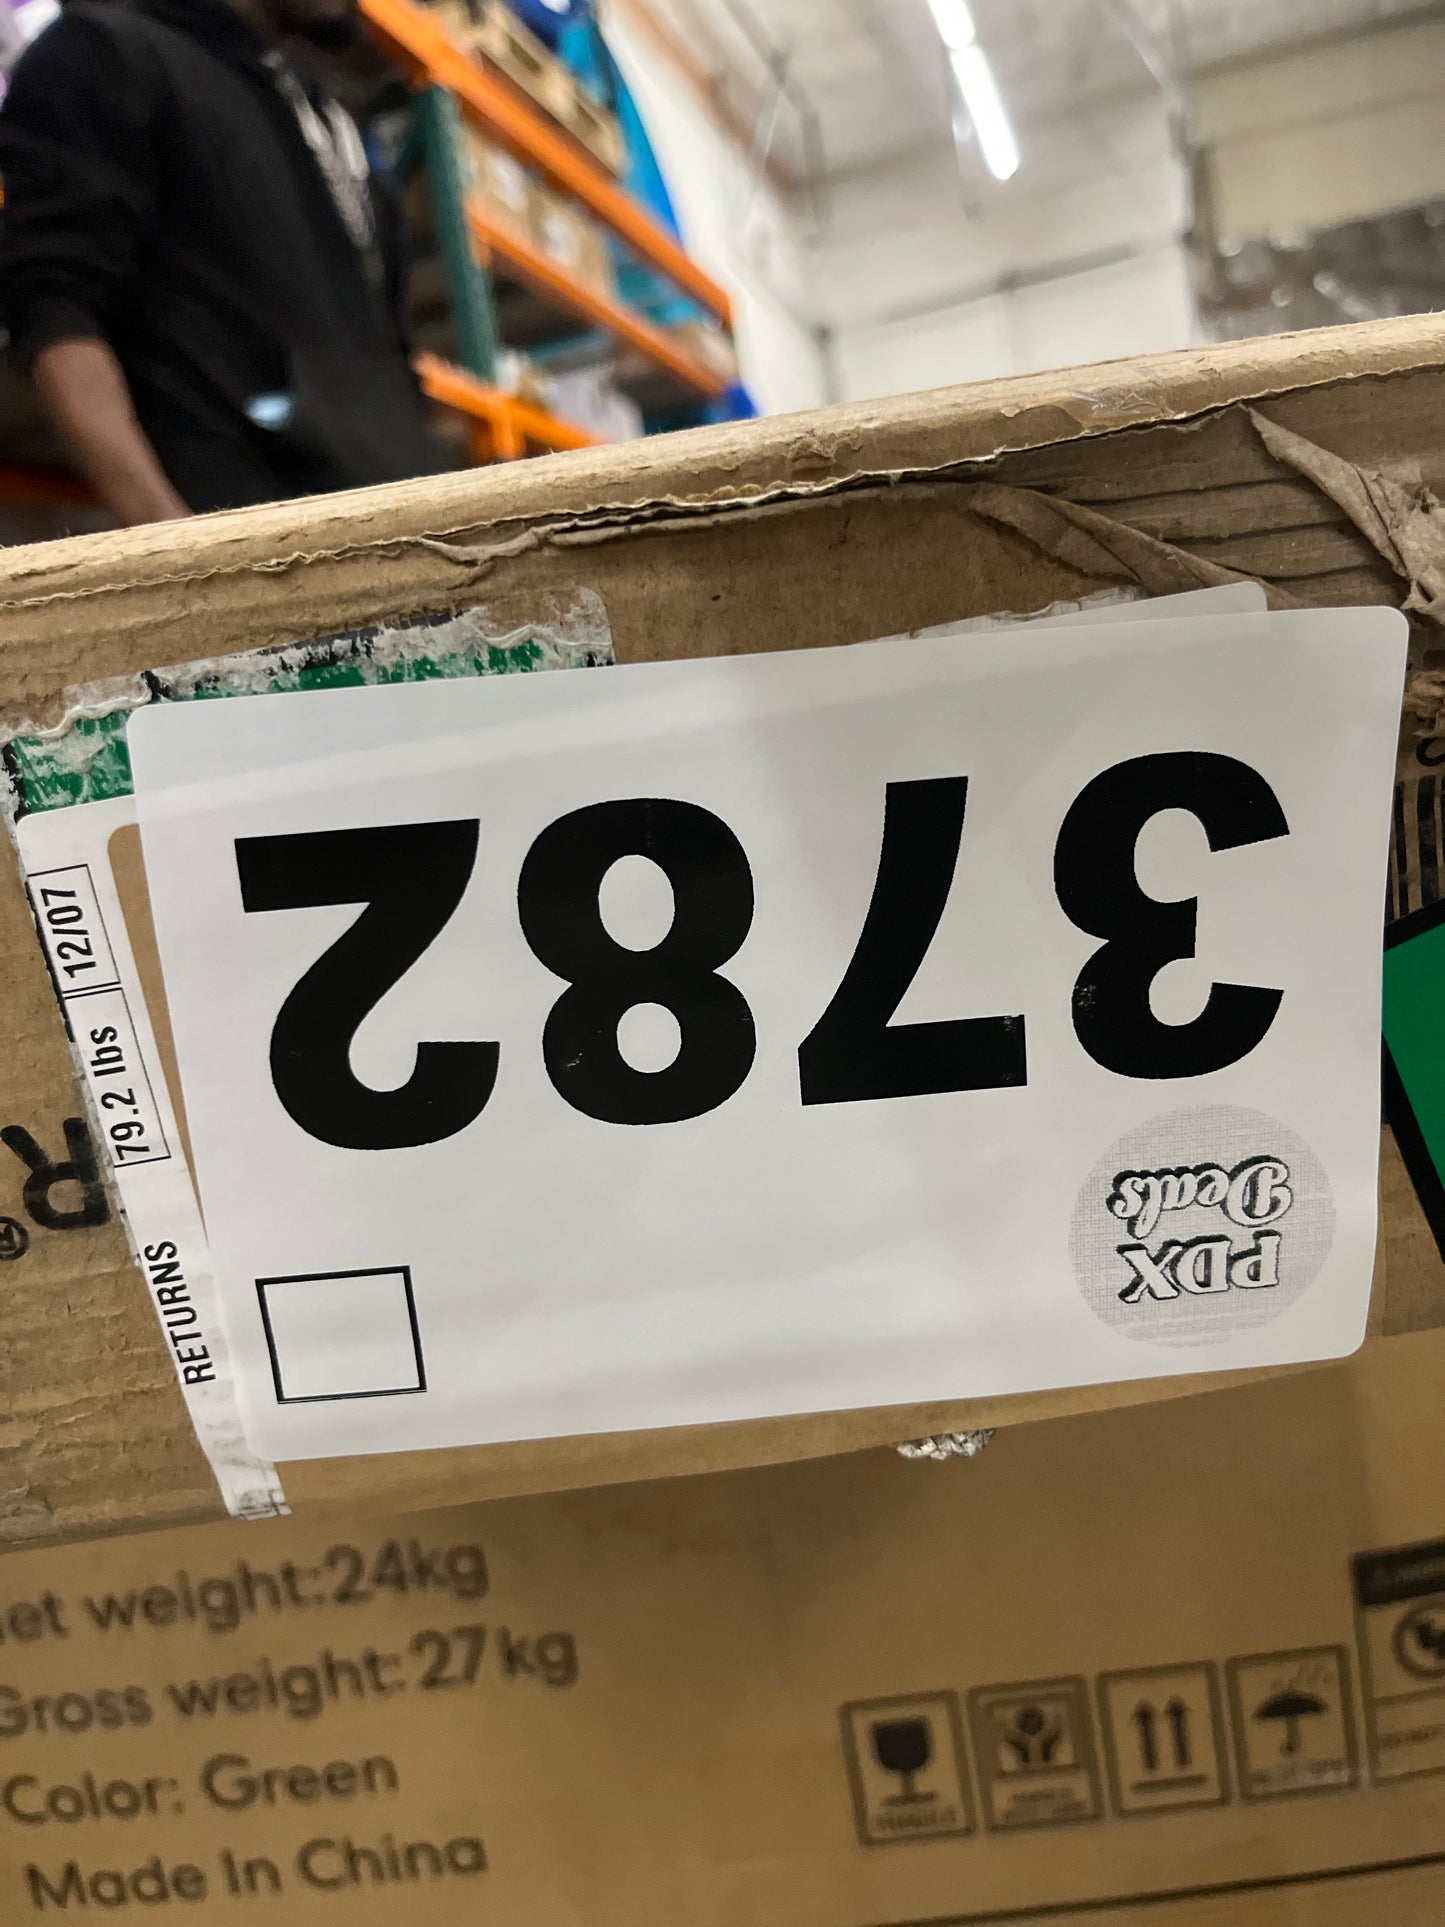 3782
PDX
Deals
12/07
79.2 lbs
RETURNS
R
®
et weight:24kg
Gross weight:27kg
Color: Green
Made In China